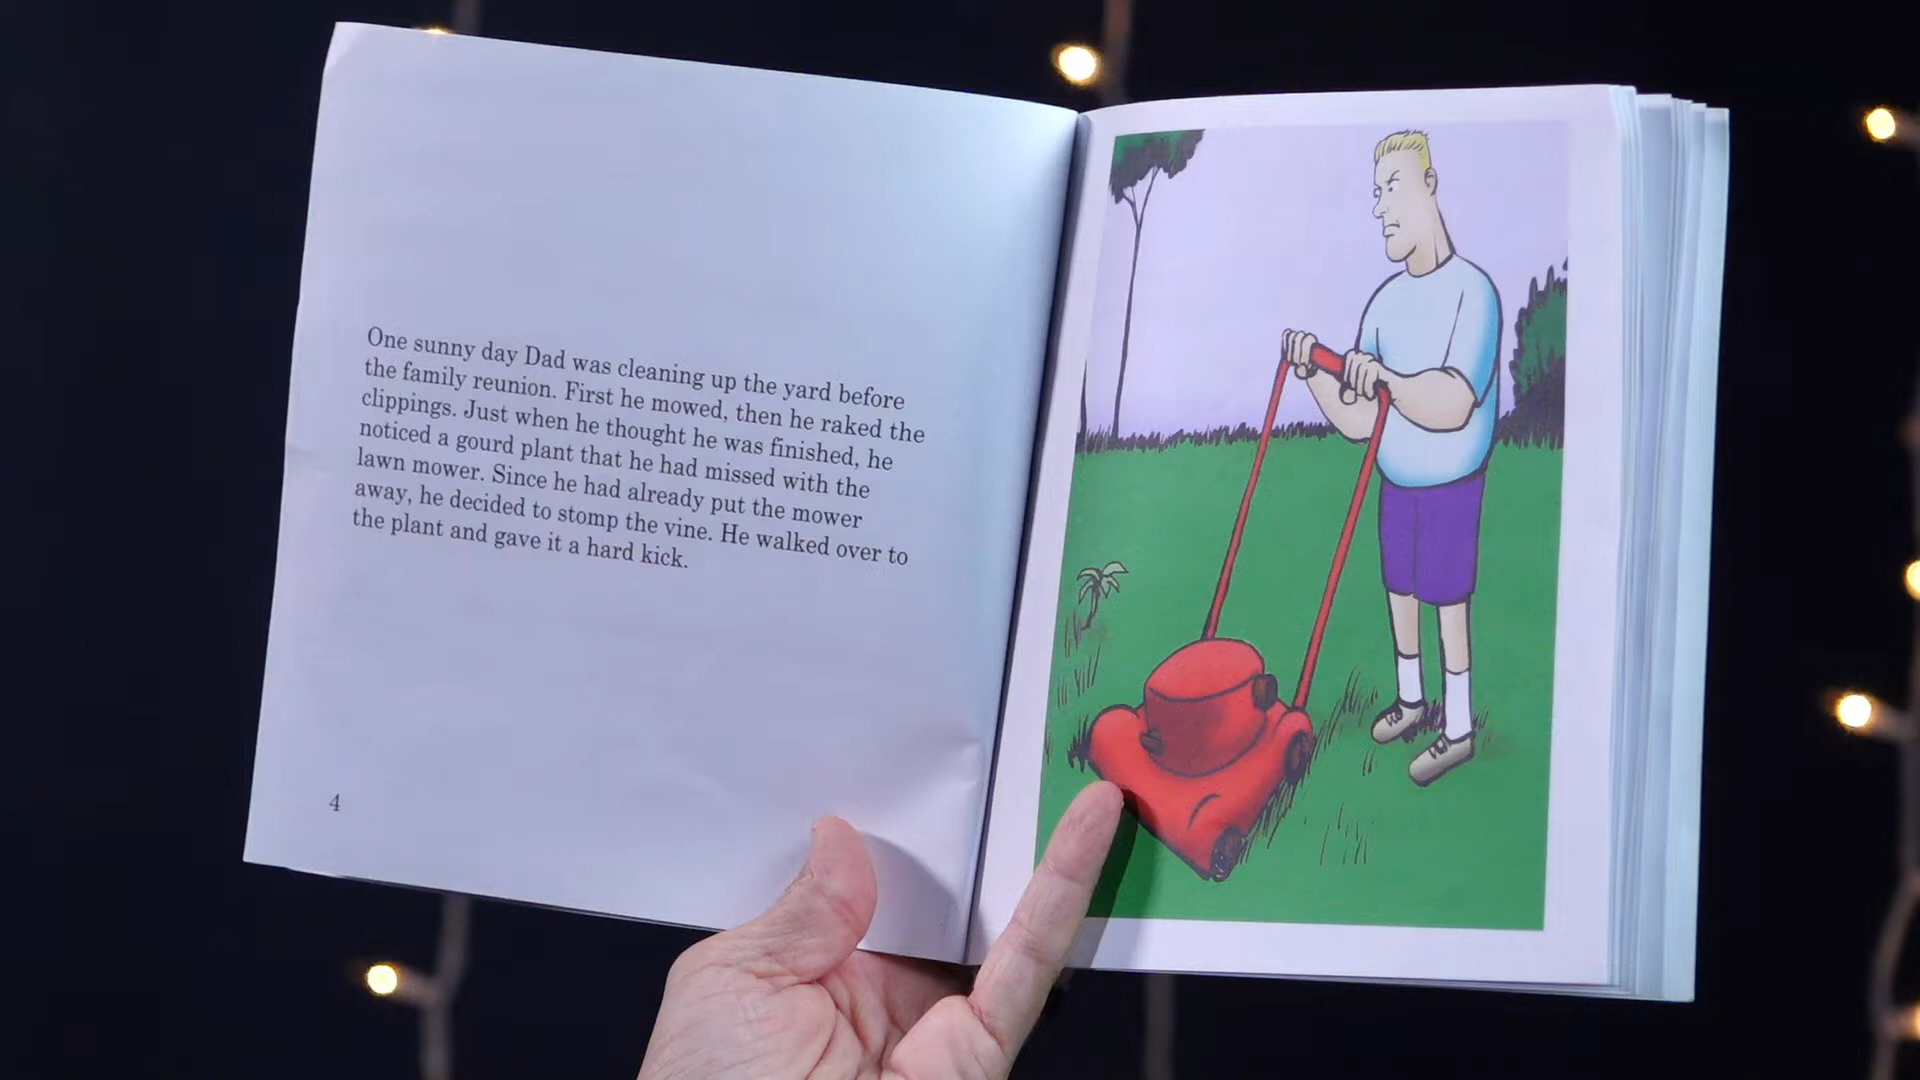 One sunny day Dad was cleaning up the yard before
the family reunion. First he mowed, then he raked the
clippings. Just when he thought he was finished, he
noticed a gourd plant that he had missed with the
lawn mower. Since he had already put the mower
away, he decided to stomp the vine. He walked over to
the plant and gave it a hard kick.
4